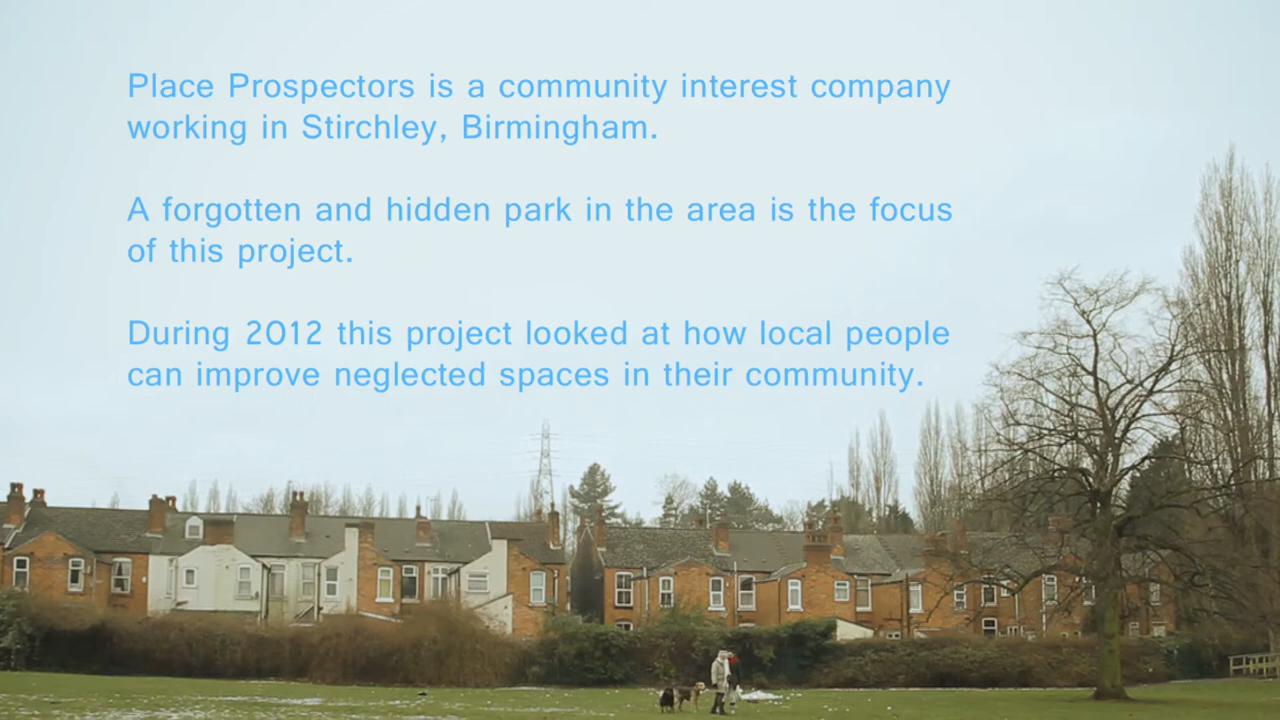 Place Prospectors is a community interest company
working in Stirchley, Birmingham.
A forgotten and hidden park in the area is the focus
of this project.
During 2012 this project looked at how local people
can improve neglected spaces in their community.